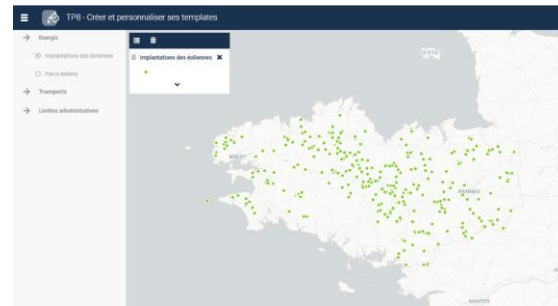 TP8 - Créer et personnaliser ses templates
Energie
Implantations des éoliennes
Parcs éoliens
Transports
Limites administratives
Implantations des éoliennes
BREST
RENNES
NANTES